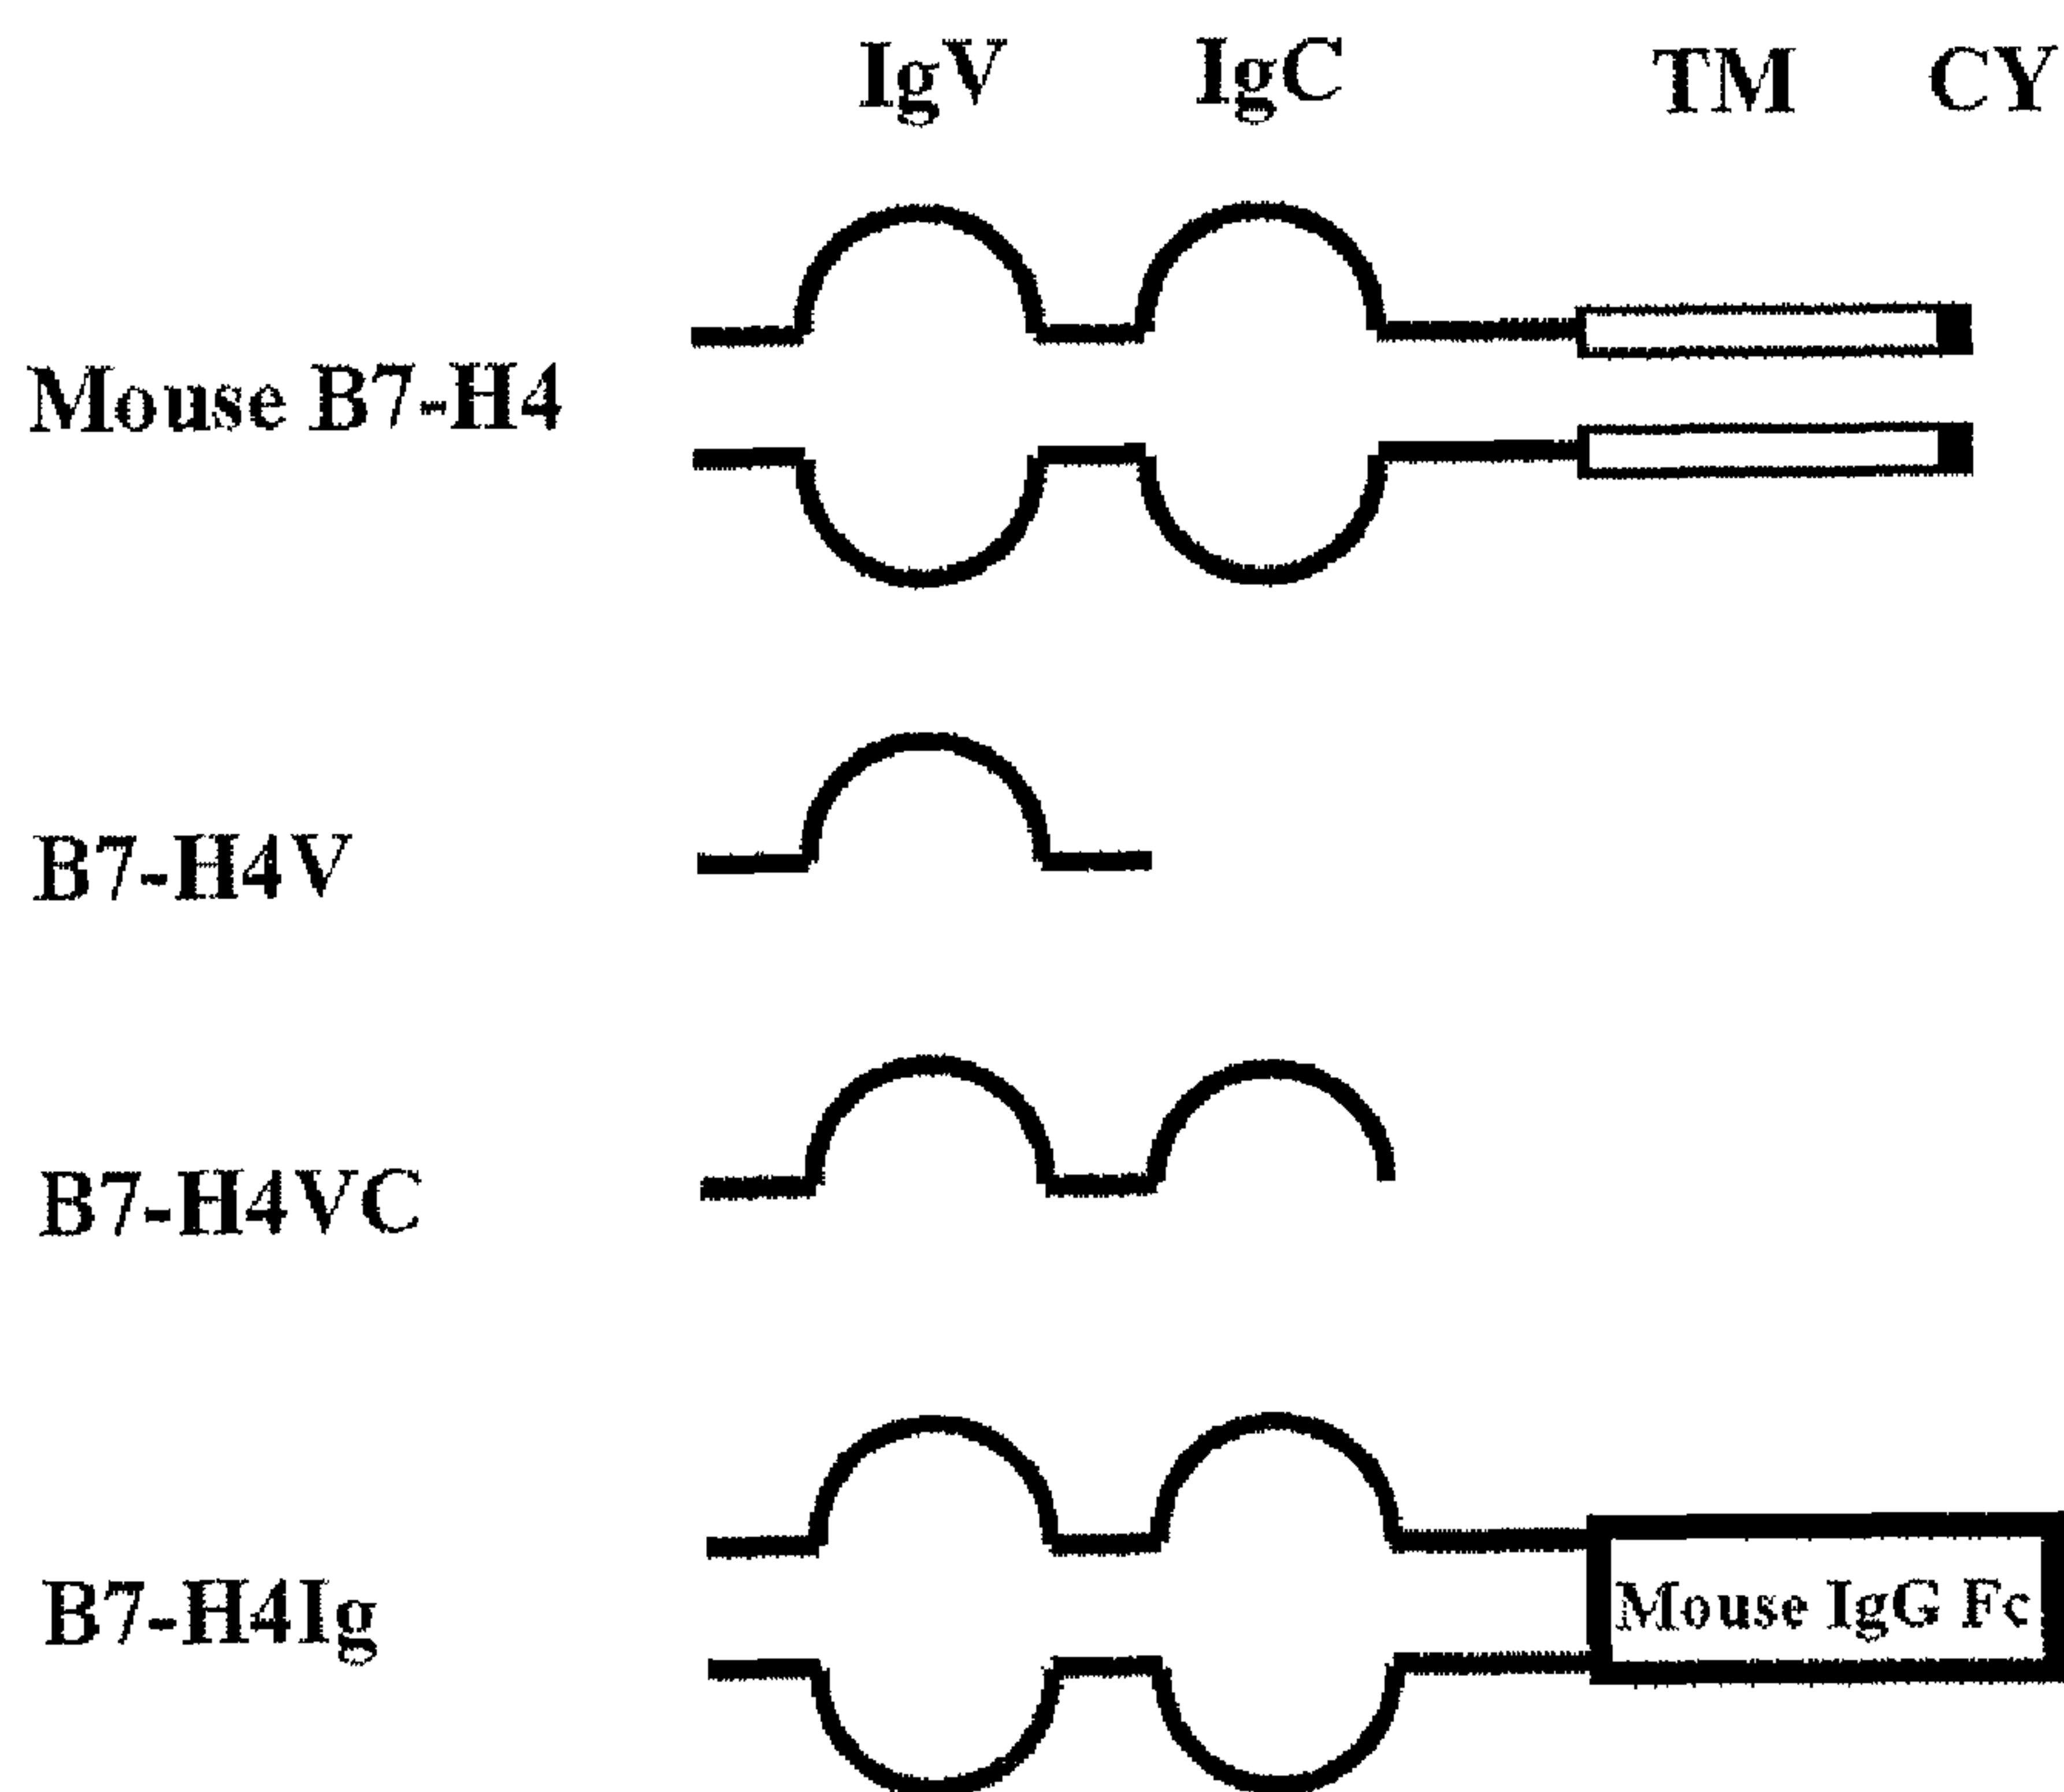 IgV IgC TM CY
Mouse B7-H4
B7-H4V
B7-H4VC
B7-H4Ig
Mouse IgG Fc